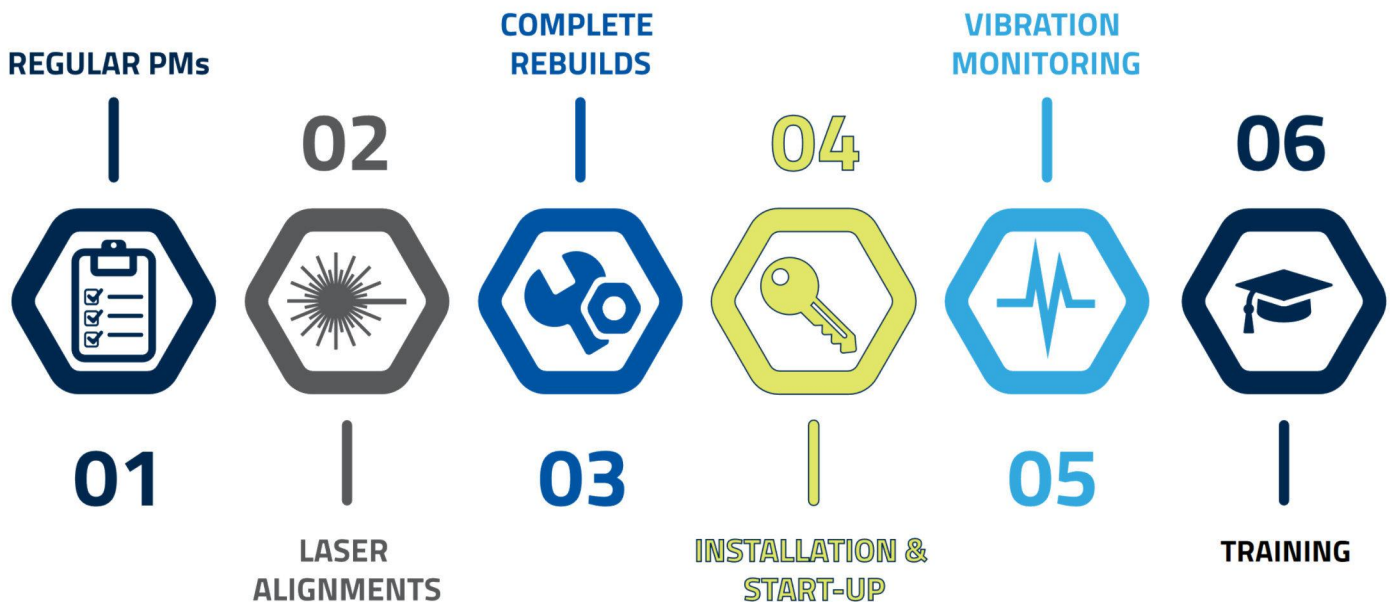 REGULAR PMs
01
02
LASER
ALIGNMENTS
COMPLETE
REBUILDS
03
04
INSTALLATION &
START-UP
VIBRATION
MONITORING
05
06
TRAINING